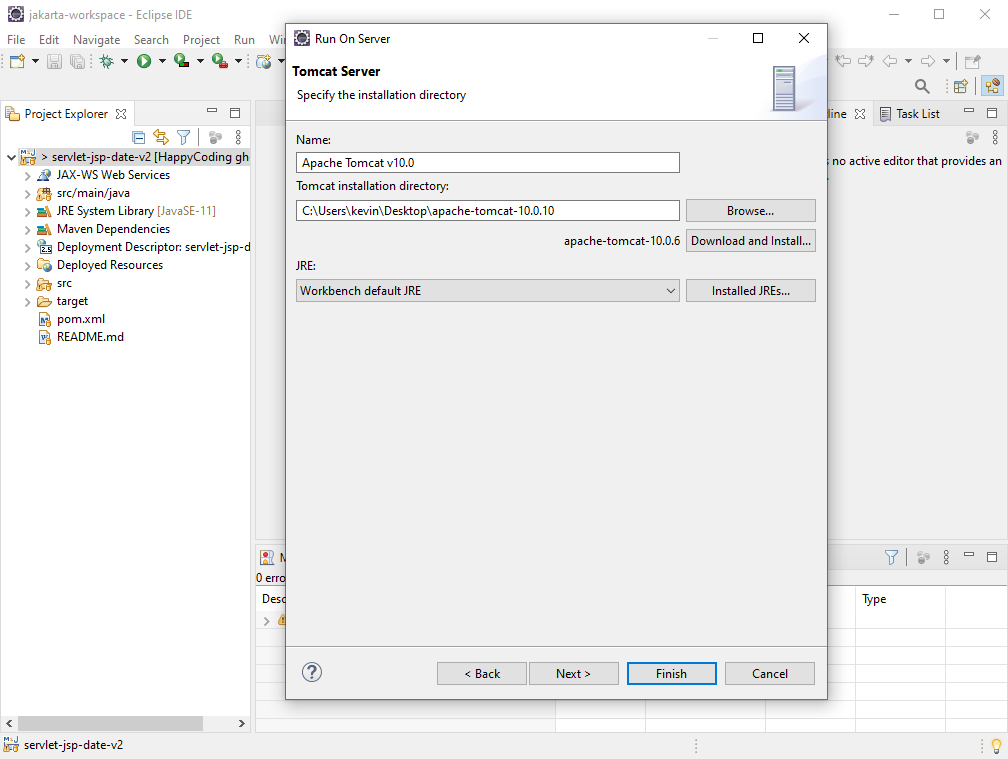 jakarta-workspace - Eclipse IDE
File Edit Navigate Search Project Run
Project Explorer
> servlet-jsp-date-v2 [HappyCoding gh
JAX-WS Web Services
src/main/java
JRE System Library [JavaSE-11]
Maven Dependencies
Deployment Descriptor: servlet-jsp-d
Deployed Resources
src
target
pom.xml
README.md
Run On Server
Tomcat Server
Specify the installation directory
Name:
Apache Tomcat v10.0
Tomcat installation directory:
C:\Users\kevin\Desktop\apache-tomcat-10.0.10
Browse...
apache-tomcat-10.0.6
Download and Install...
JRE:
Workbench default JRE
Installed JREs...
< Back
Next >
Finish
Cancel
Task List
no active editor that provides an
0 erro
Desc
Type
servlet-jsp-date-v2